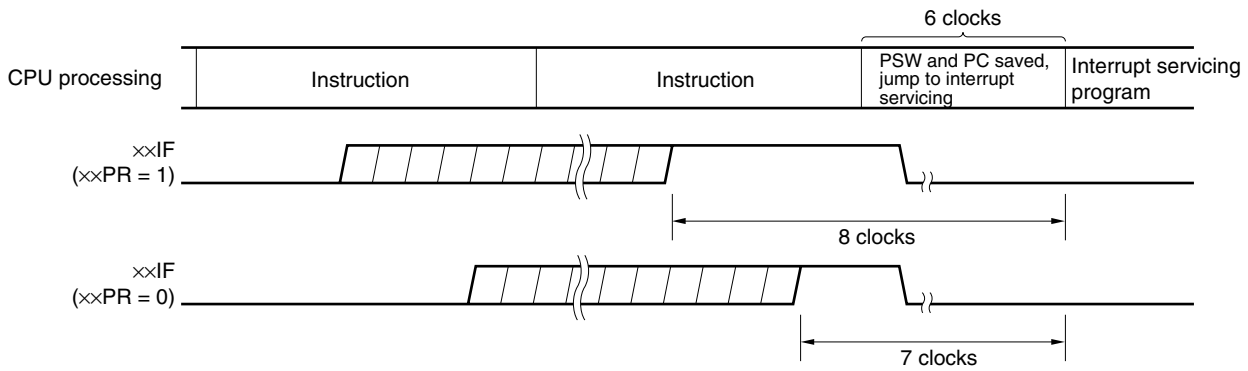 6 clocks
CPU processing
Instruction
Instruction
PSW and PC saved,
jump to interrupt
servicing
Interrupt servicing
program
××IF
(××PR = 1)
8 clocks
××IF
(××PR = 0)
7 clocks